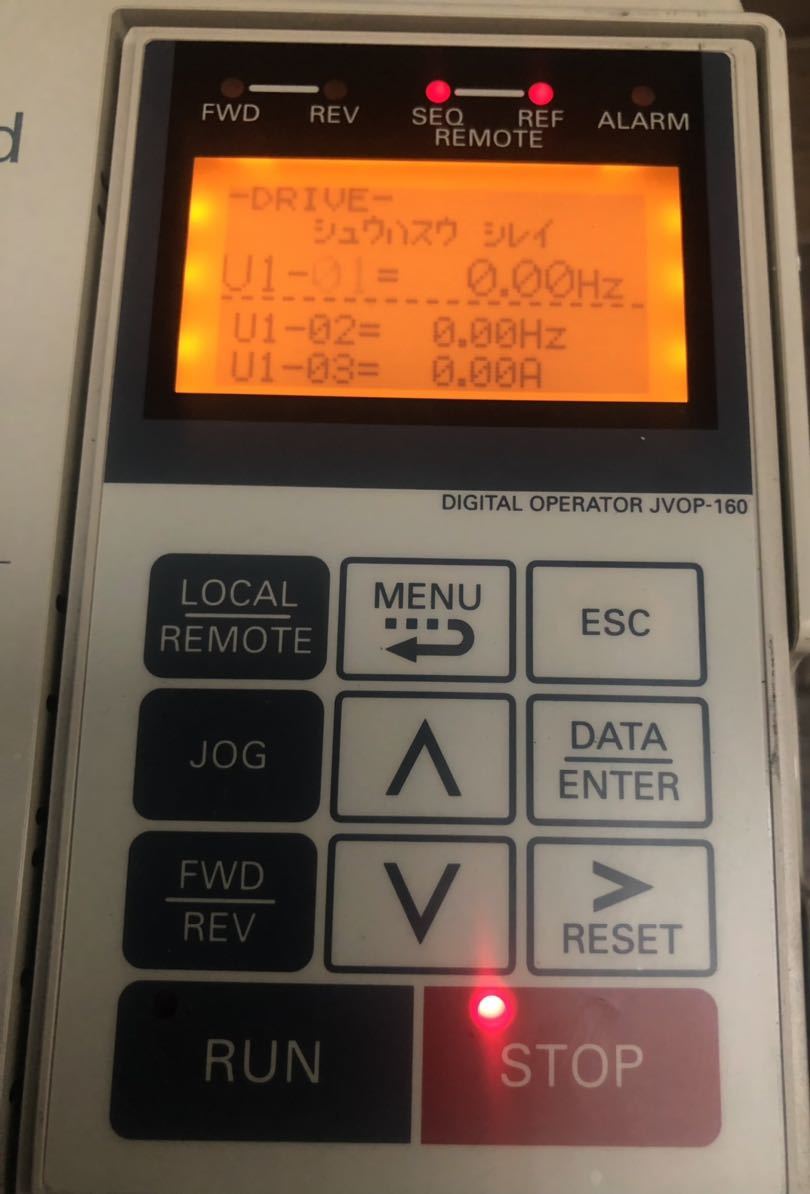 d
FWD REV SEQ REF ALARM
REMOTE
-DRIVE-
シュウハスウ シレイ
U1-01= 0.00Hz
U1-02= 0.00Hz
U1-03= 0.00A
DIGITAL OPERATOR JVOP-160
LOCAL
REMOTE
MENU
ESC
JOG
DATA
ENTER
FWD
REV
>
RESET
RUN
STOP